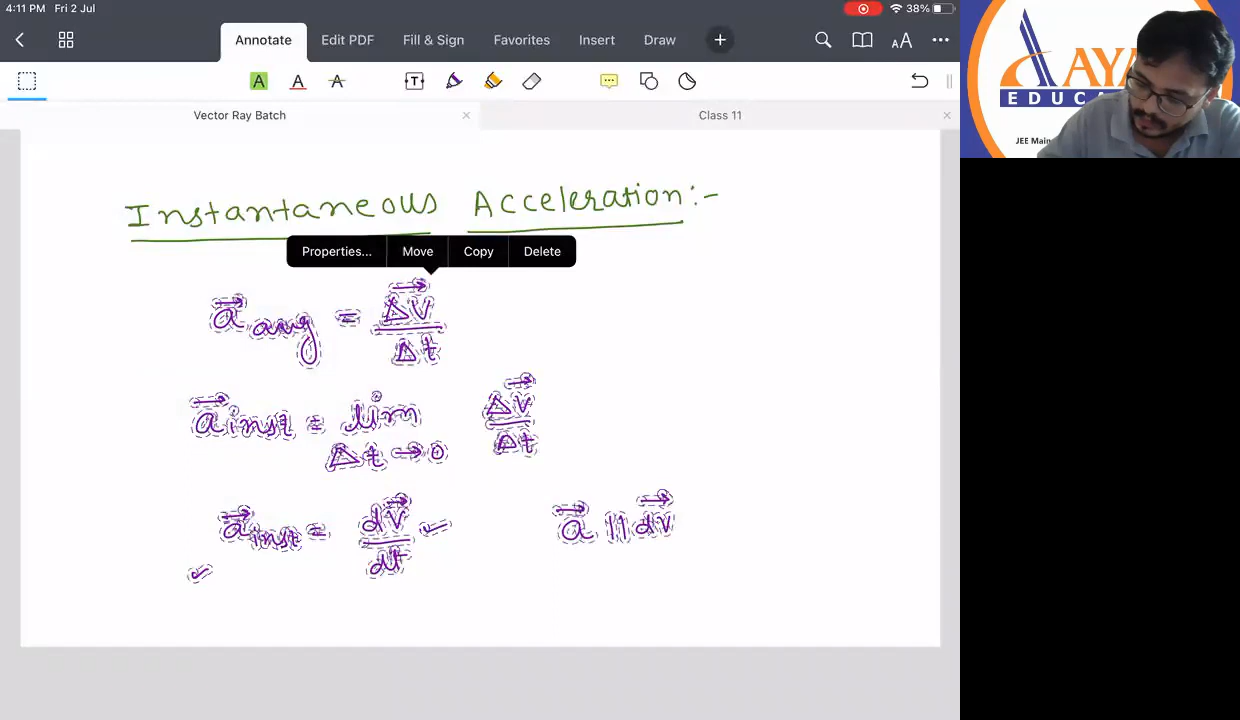 4:11 PM Fri 2 Jul 38%
Annotate Edit PDF Fill & Sign Favorites Insert Draw
Vector Ray Batch Class 11
AYA
EDUCA
JEE Main
Instantaneous Acceleration:-
Properties... Move Copy Delete
a⃗ avg = Δv⃗ / Δt
a⃗ inst = lim Δt→0 Δv⃗ / Δt
a⃗ inst = dv⃗ / dt ✓ a⃗ || dv⃗
✓